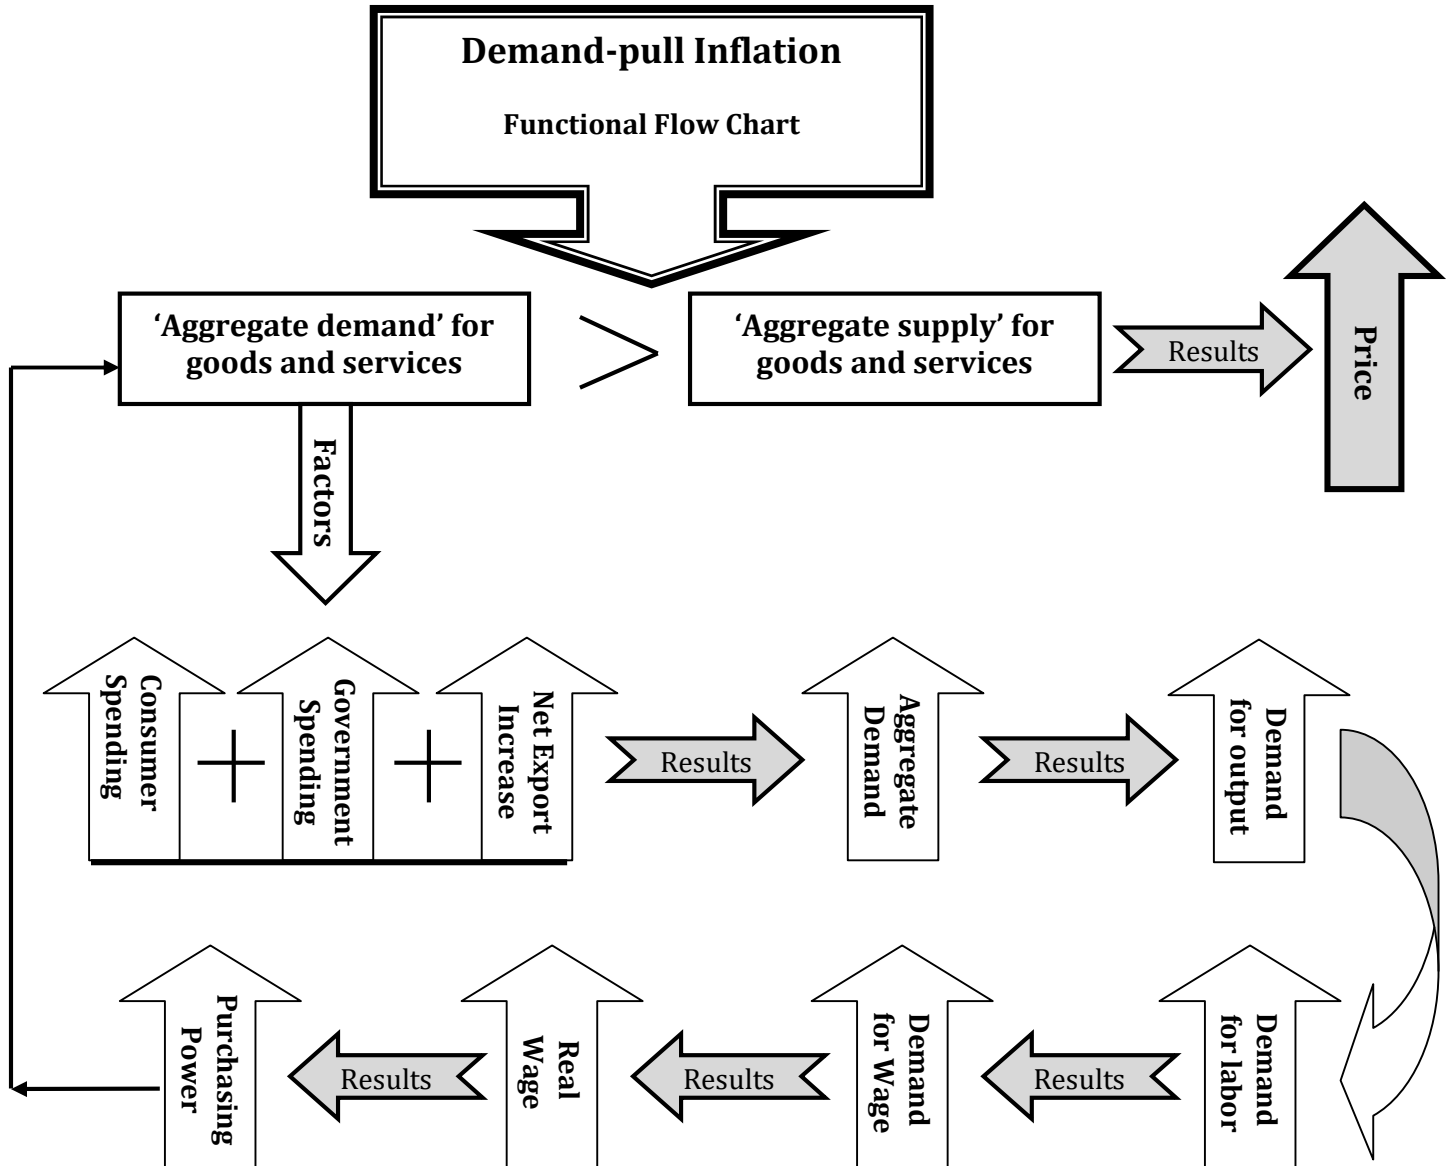 Demand-pull Inflation
Functional Flow Chart
‘Aggregate demand’ for
goods and services
‘Aggregate supply’ for
goods and services
Results
Price
Factors
Consumer
Spending
Government
Spending
Net Export
Increase
Results
Aggregate
Demand
Results
Demand
for output
Purchasing
Power
Results
Real
Wage
Results
Demand
for Wage
Results
Demand
for labor